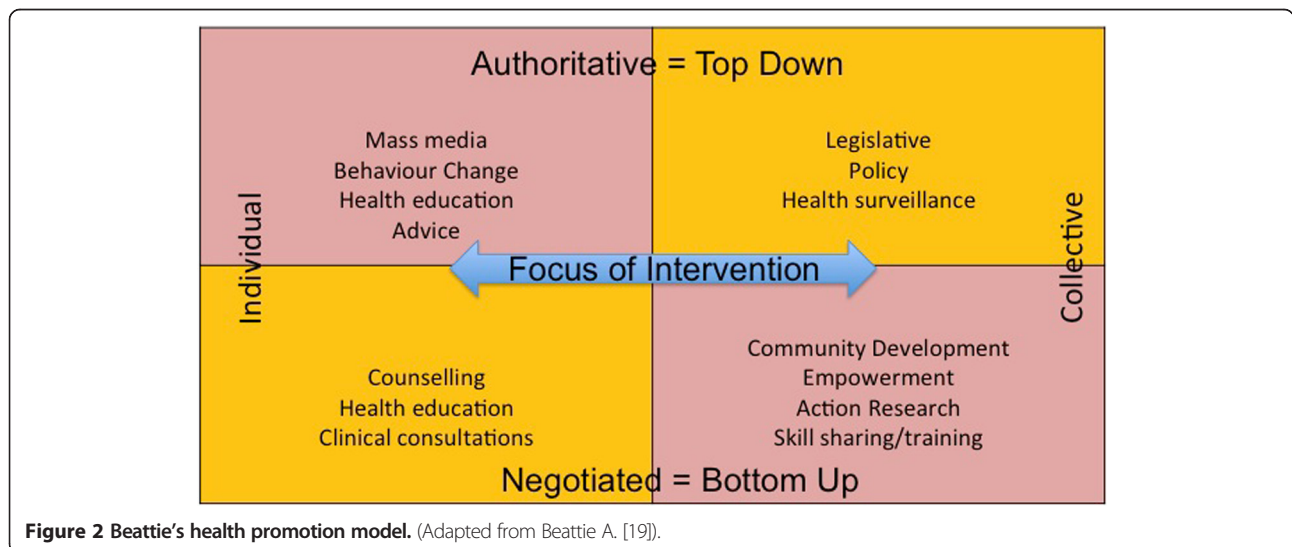 Authoritative = Top Down
Mass media
Behaviour Change
Health education
Advice
Legislative
Policy
Health surveillance
Individual
Collective
Focus of Intervention
Counselling
Health education
Clinical consultations
Community Development
Empowerment
Action Research
Skill sharing/training
Negotiated = Bottom Up
Figure 2 Beattie's health promotion model. (Adapted from Beattie A. [19]).